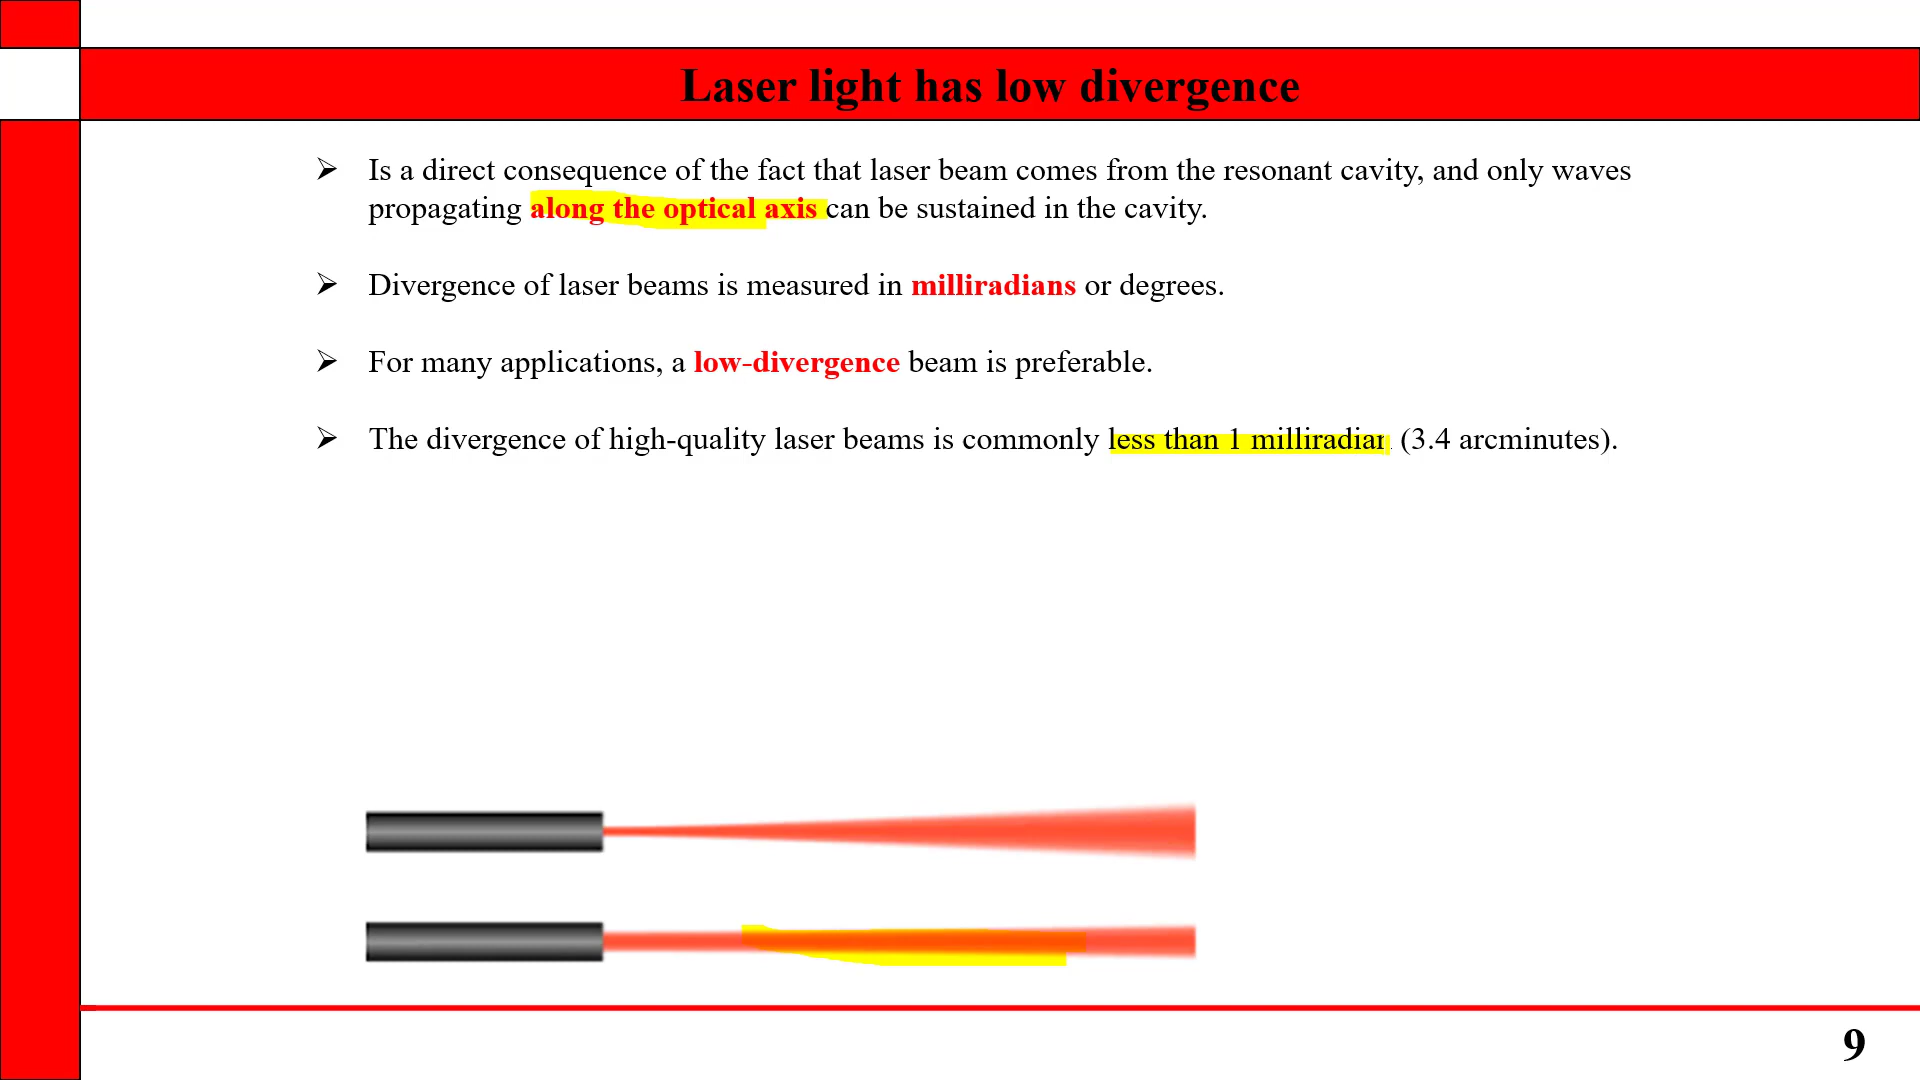 Laser light has low divergence
➢ Is a direct consequence of the fact that laser beam comes from the resonant cavity, and only waves
propagating along the optical axis can be sustained in the cavity.
➢ Divergence of laser beams is measured in milliradians or degrees.
➢ For many applications, a low-divergence beam is preferable.
➢ The divergence of high-quality laser beams is commonly less than 1 milliradian (3.4 arcminutes).
9